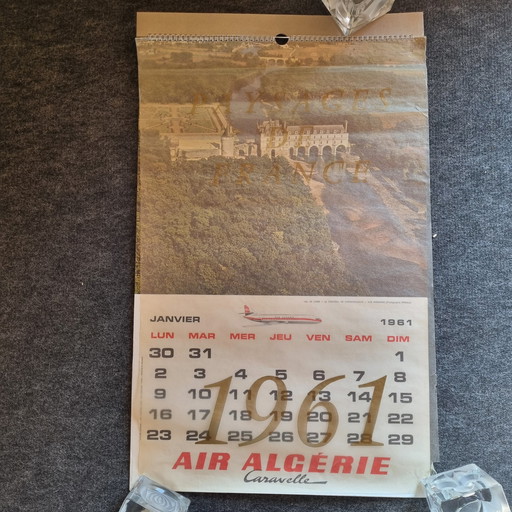 VISAGES
DE
FRANCE
JANVIER 1961
LUN MAR MER JEU VEN SAM DIM
30 31 1
2 3 4 5 6 7 8
9 10 11 12 13 14 15
16 17 18 19 20 21 22
23 24 25 26 27 28 29
1961
AIR ALGÉRIE
Caravelle